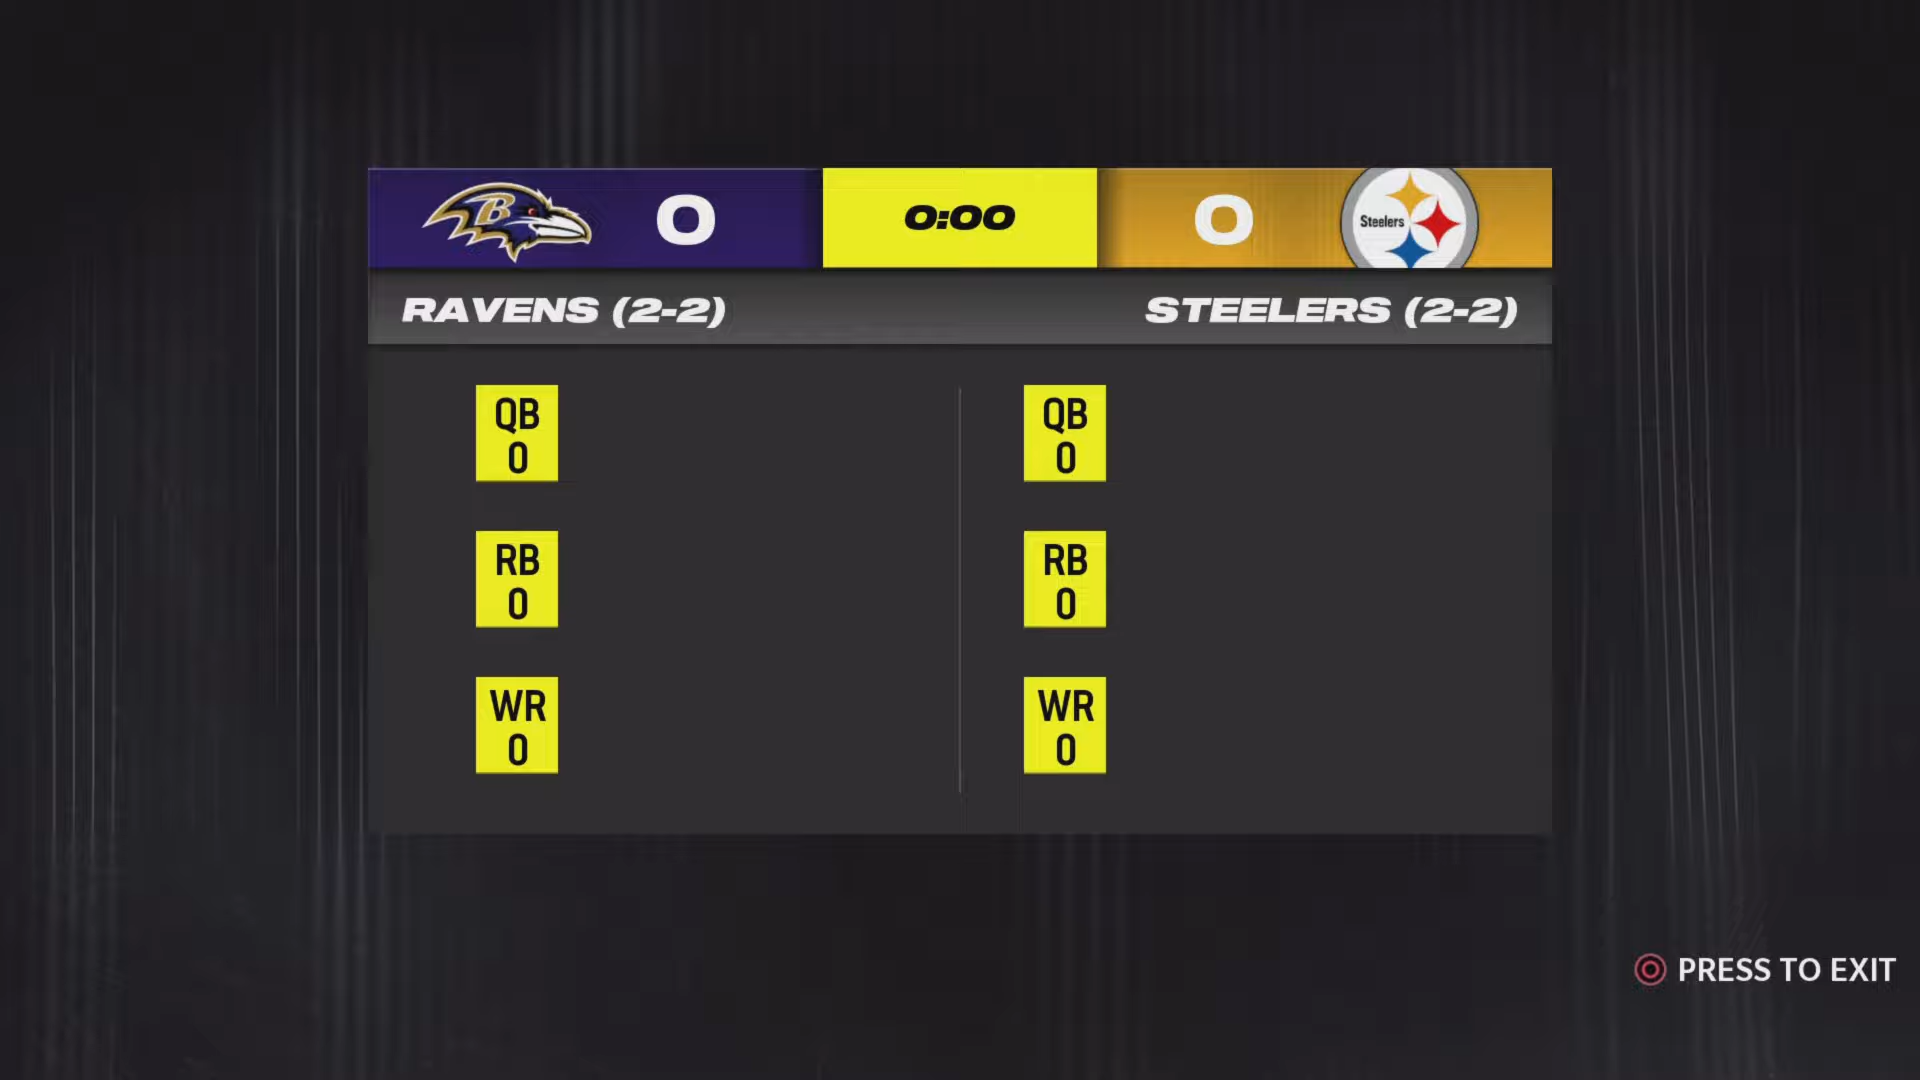 B 0 0:00 0 Steelers
RAVENS (2-2) STEELERS (2-2)
QB
0
QB
0
RB
0
RB
0
WR
0
WR
0
PRESS TO EXIT